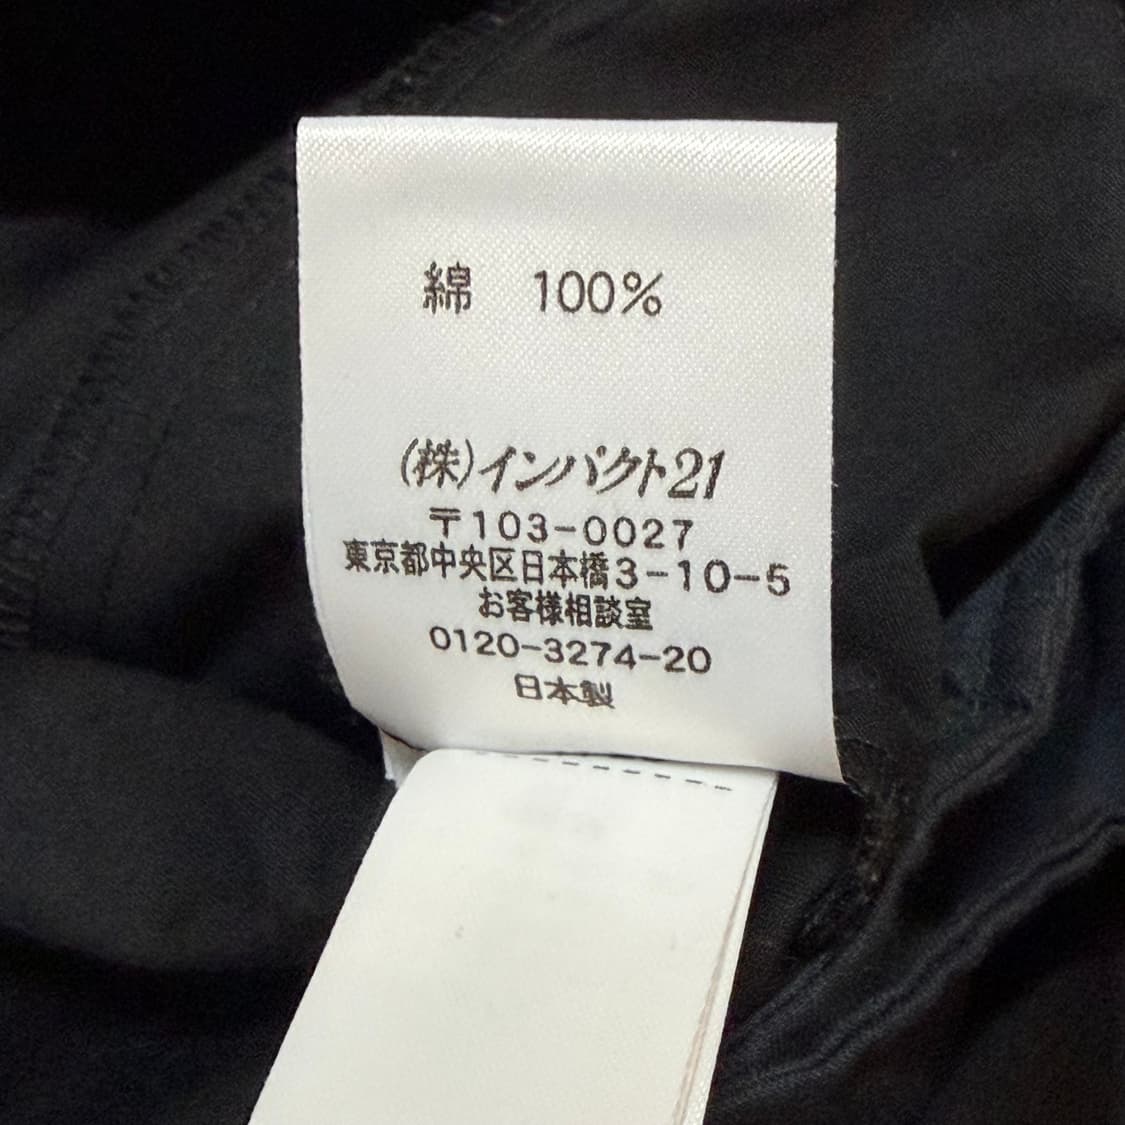 綿 100%
(株)インパクト21
〒103-0027
東京都中央区日本橋3-10-5
お客様相談室
0120-3274-20
日本製